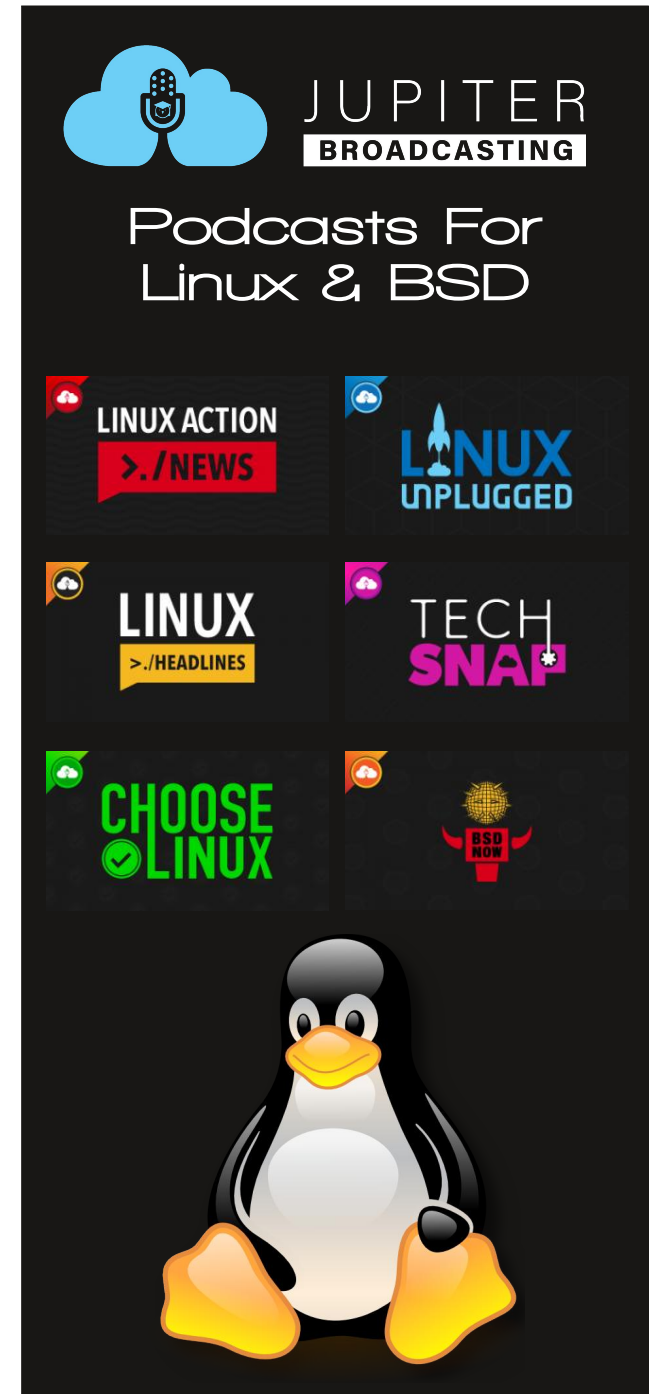 JUPITER
BROADCASTING
Podcasts For
Linux & BSD
LINUX ACTION
>./NEWS
LINUX
UNPLUGGED
LINUX
>./HEADLINES
TECH
SNAP
CHOOSE
LINUX
BSD
NOW